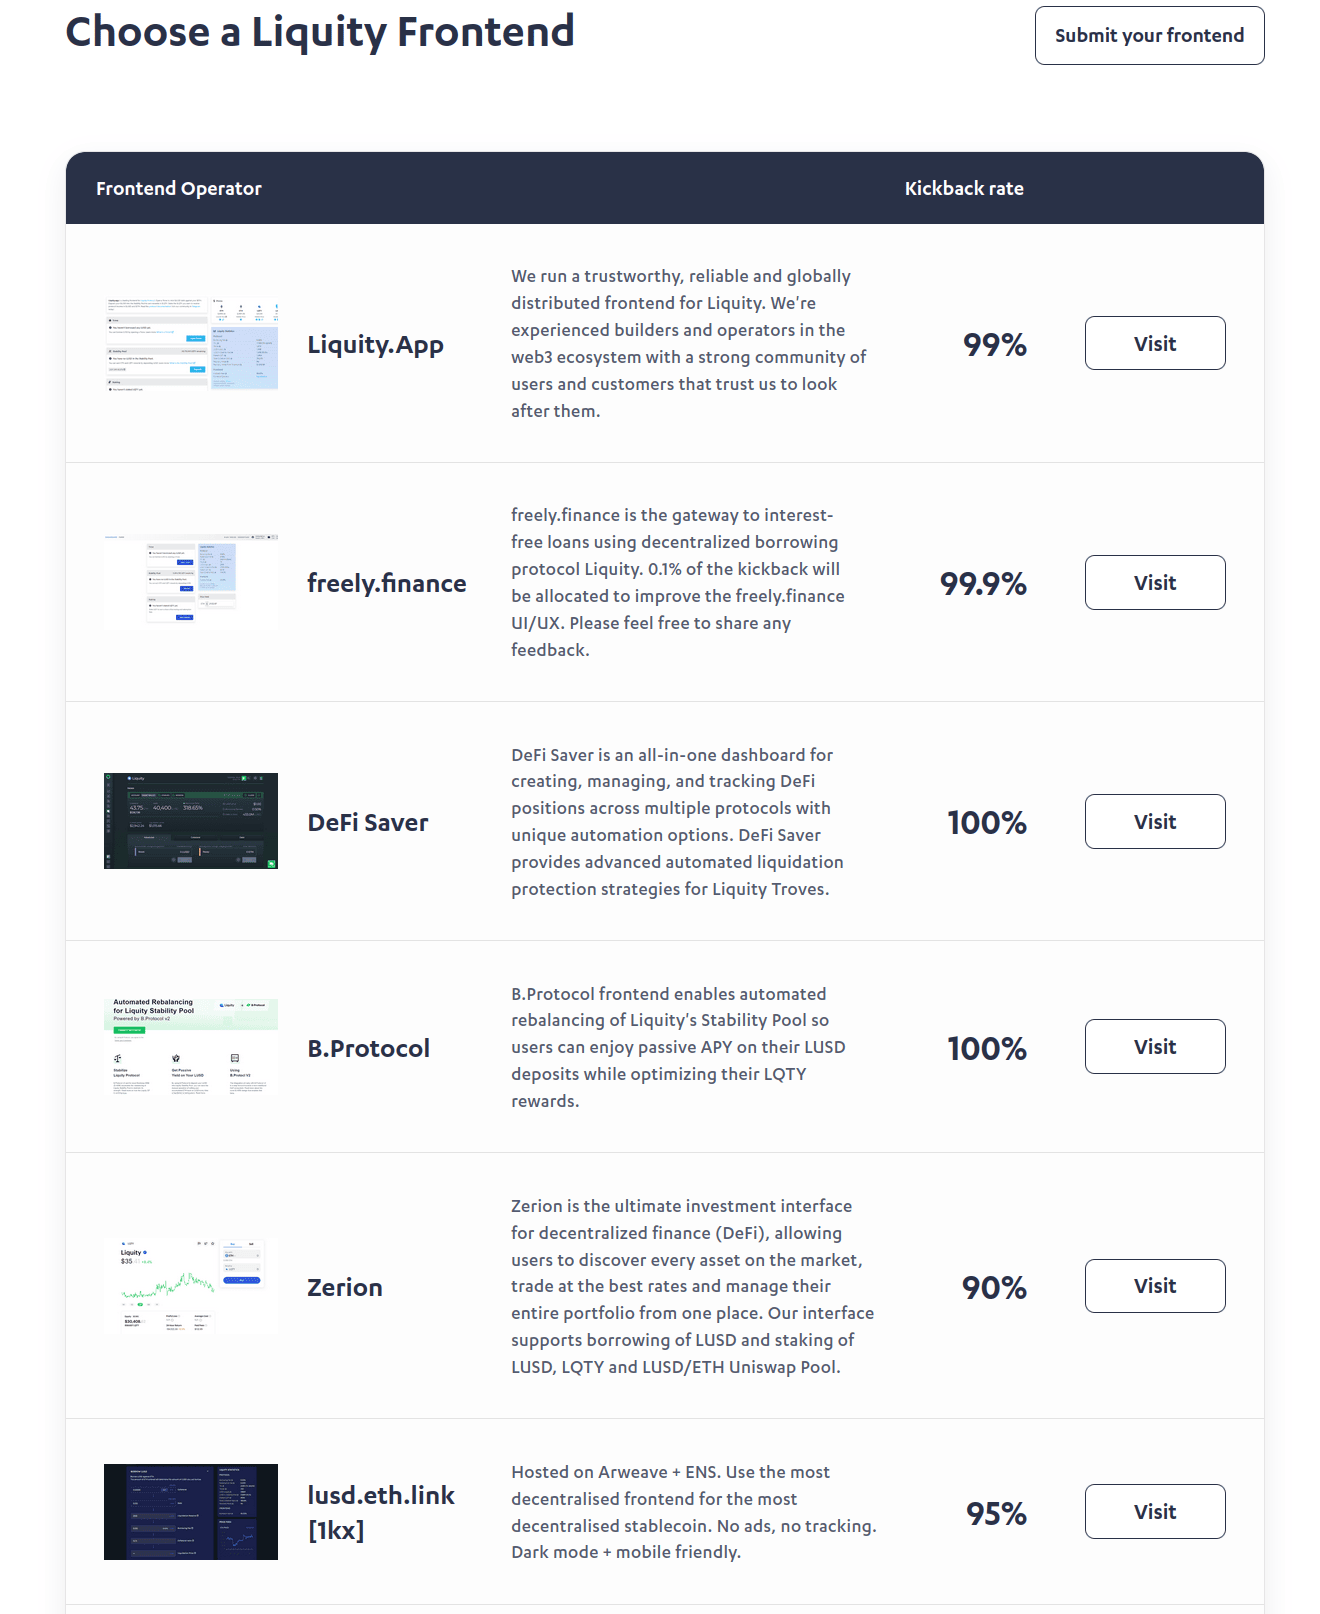 Choose a Liquity Frontend
Submit your frontend
Frontend Operator
Kickback rate
Liquity.App
We run a trustworthy, reliable and globally
distributed frontend for Liquity. We're
experienced builders and operators in the
web3 ecosystem with a strong community of
users and customers that trust us to look
after them.
99%
Visit
freely.finance
freely.finance is the gateway to interest-
free loans using decentralized borrowing
protocol Liquity. 0.1% of the kickback will
be allocated to improve the freely.finance
UI/UX. Please feel free to share any
feedback.
99.9%
Visit
Liquity
43.75
40,400
318.65%
DeFi Saver
DeFi Saver is an all-in-one dashboard for
creating, managing, and tracking DeFi
positions across multiple protocols with
unique automation options. DeFi Saver
provides advanced automated liquidation
protection strategies for Liquity Troves.
100%
Visit
Automated Rebalancing
for Liquity Stability Pool
Powered by B.Protocol v2
B.Protocol
B.Protocol frontend enables automated
rebalancing of Liquity's Stability Pool so
users can enjoy passive APY on their LUSD
deposits while optimizing their LQTY
rewards.
100%
Visit
Liquity
$35
Zerion
Zerion is the ultimate investment interface
for decentralized finance (DeFi), allowing
users to discover every asset on the market,
trade at the best rates and manage their
entire portfolio from one place. Our interface
supports borrowing of LUSD and staking of
LUSD, LQTY and LUSD/ETH Uniswap Pool.
90%
Visit
lusd.eth.link
[1kx]
Hosted on Arweave + ENS. Use the most
decentralised frontend for the most
decentralised stablecoin. No ads, no tracking.
Dark mode + mobile friendly.
95%
Visit